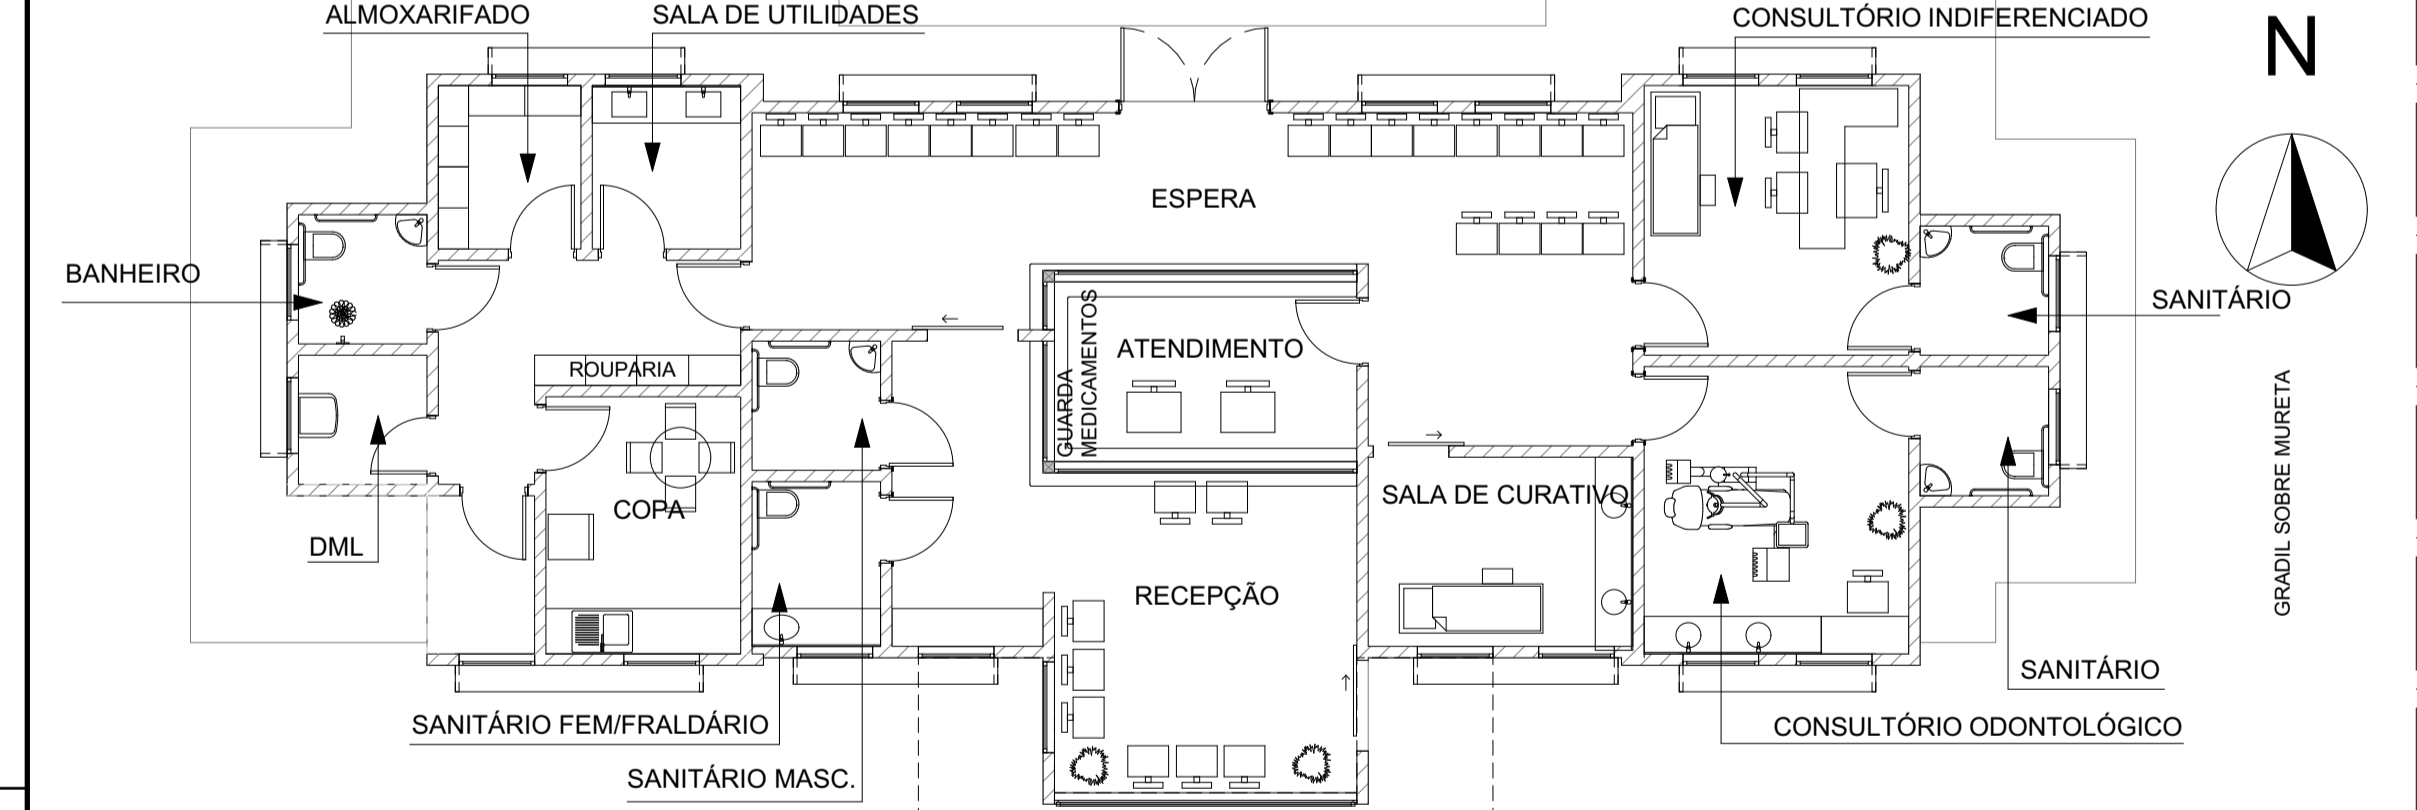 ALMOXARIFADO
SALA DE UTILIDADES
CONSULTÓRIO INDIFERENCIADO
N
ESPERA
BANHEIRO
SANITÁRIO
GUARDA
MEDICAMENTOS
ATENDIMENTO
ROUPARIA
GRADIL SOBRE MURETA
SALA DE CURATIVO
COPA
DML
RECEPÇÃO
SANITÁRIO
SANITÁRIO FEM/FRALDÁRIO
CONSULTÓRIO ODONTOLÓGICO
SANITÁRIO MASC.